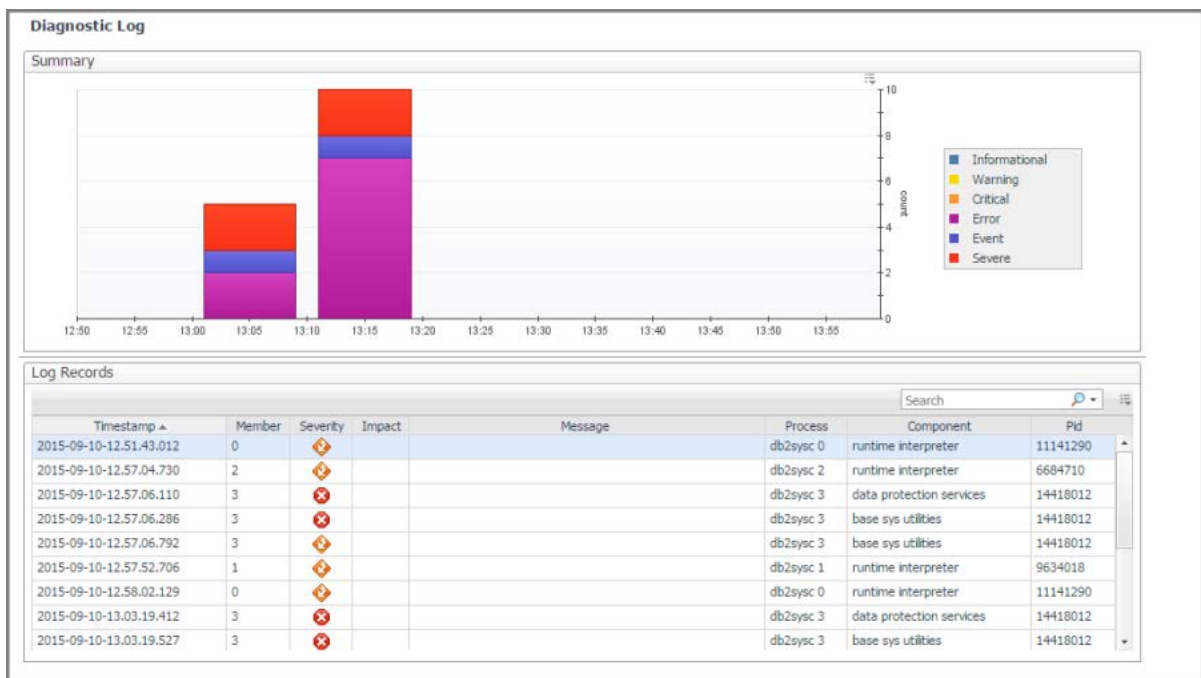 Diagnostic Log
Summary
10
8
6
4
2
0
count
Informational
Warning
Critical
Error
Event
Severe
12:50 12:55 13:00 13:05 13:10 13:15 13:20 13:25 13:30 13:35 13:40 13:45 13:50 13:55
Log Records
Search
Timestamp Member Severity Impact Message Process Component Pid
2015-09-10-12.51.43.012 0 db2sysc 0 runtime interpreter 11141290
2015-09-10-12.57.04.730 2 db2sysc 2 runtime interpreter 6684710
2015-09-10-12.57.06.110 3 db2sysc 3 data protection services 14418012
2015-09-10-12.57.06.286 3 db2sysc 3 base sys utilities 14418012
2015-09-10-12.57.06.792 3 db2sysc 3 base sys utilities 14418012
2015-09-10-12.57.52.706 1 db2sysc 1 runtime interpreter 9634018
2015-09-10-12.58.02.129 0 db2sysc 0 runtime interpreter 11141290
2015-09-10-13.03.19.412 3 db2sysc 3 data protection services 14418012
2015-09-10-13.03.19.527 3 db2sysc 3 base sys utilities 14418012